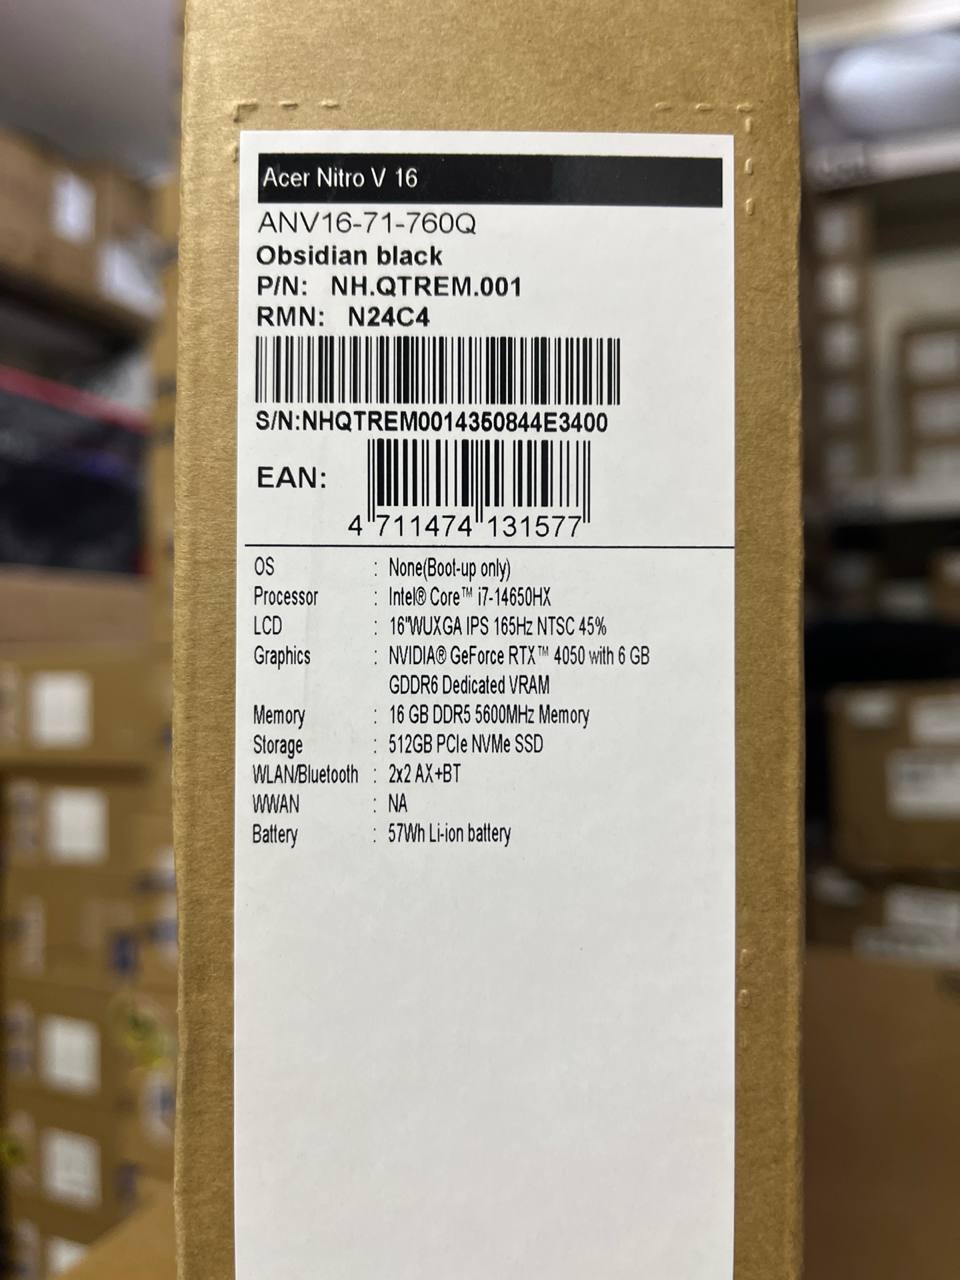 Acer Nitro V 16
ANV16-71-760Q
Obsidian black
P/N: NH.QTREM.001
RMN: N24C4
S/N:NHQTREM0014350844E3400
EAN:
4 711474 131577
OS : None(Boot-up only)
Processor : Intel® Core™ i7-14650HX
LCD : 16"WUXGA IPS 165Hz NTSC 45%
Graphics : NVIDIA® GeForce RTX™ 4050 with 6 GB
GDDR6 Dedicated VRAM
Memory : 16 GB DDR5 5600MHz Memory
Storage : 512GB PCIe NVMe SSD
WLAN/Bluetooth : 2x2 AX+BT
WWAN : NA
Battery : 57Wh Li-ion battery